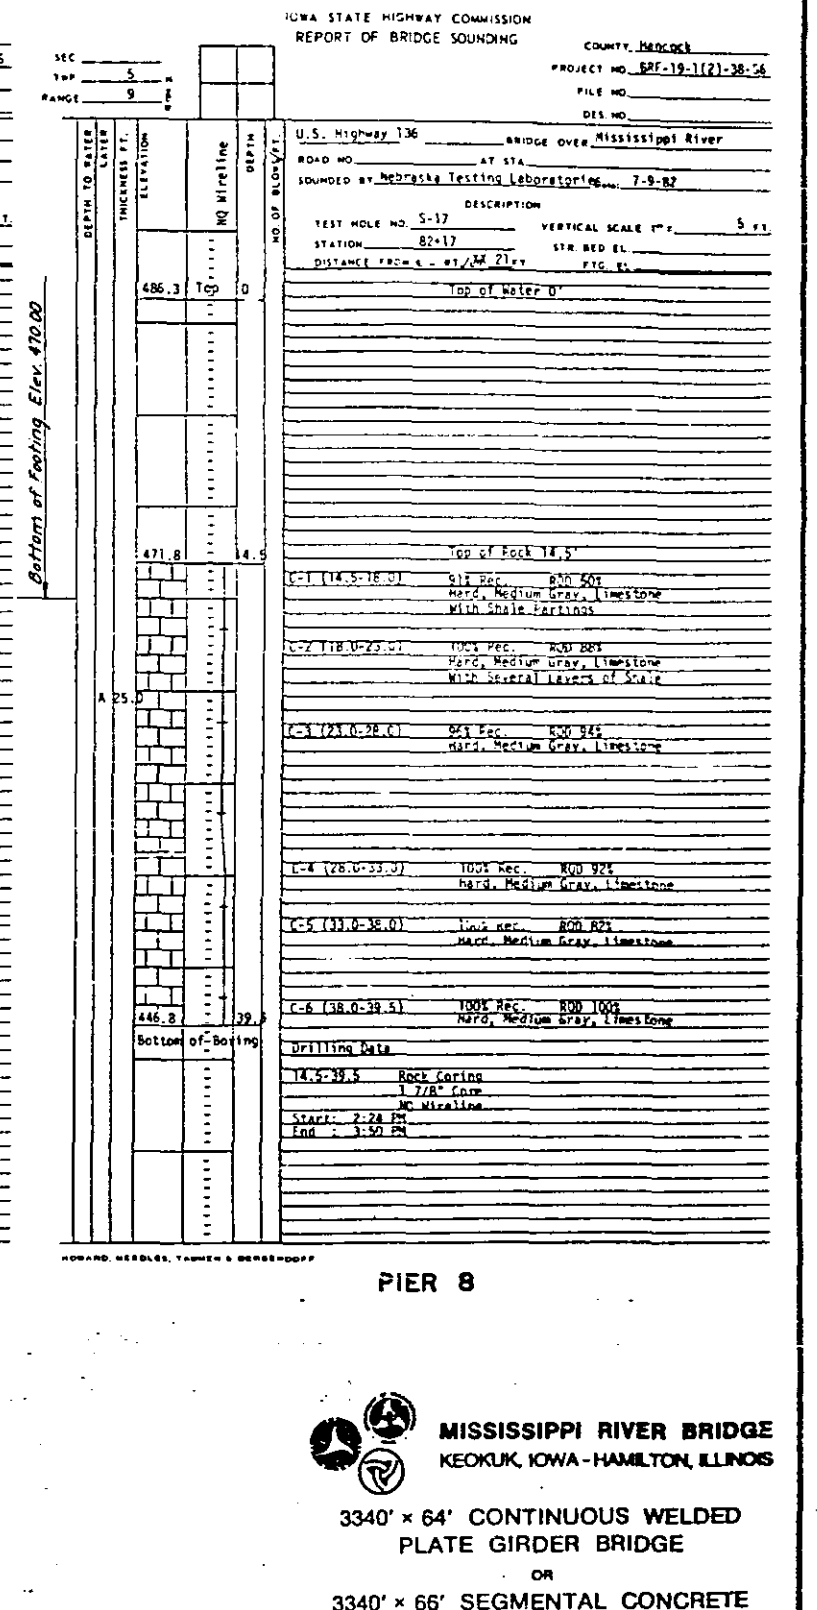 IOWA STATE HIGHWAY COMMISSION
REPORT OF BRIDGE SOUNDING
COUNTY Hancock
PROJECT NO. BRF-19-1(2)-38-56
FILE NO.
DES. NO.
SEC
TWP 5 N
RANGE 9
DEPTH TO WATER
LAYER
THICKNESS FT.
ELEVATION
NQ Wireline
DEPTH
NO. OF BLOWS/FT.
U.S. Highway 136 BRIDGE OVER Mississippi River
ROAD NO. AT STA.
SOUNDED BY Nebraska Testing Laboratories 7-9-82
DESCRIPTION
TEST HOLE NO. S-17 VERTICAL SCALE 1" = 5 FT.
STATION 82+17 STR. BED EL.
DISTANCE FROM ℄ - RT/ 21 FT FTG. EL.
486.3 Top 0 Top of Water 0'
Bottom of Footing Elev. 470.00
471.8 14.5 Top of Rock 14.5'
C-1 (14.5-18.0) 91% Rec. RQD 50%
Hard, Medium Gray, Limestone
With Shale Partings
C-2 (18.0-23.0) 100% Rec. RQD 88%
Hard, Medium Gray, Limestone
With Several Layers of Shale
A 25.0
C-3 (23.0-28.0) 96% Rec. RQD 94%
Hard, Medium Gray, Limestone
C-4 (28.0-33.0) 100% Rec. RQD 92%
Hard, Medium Gray, Limestone
C-5 (33.0-38.0) 100% Rec. RQD 82%
Hard, Medium Gray, Limestone
C-6 (38.0-39.5) 100% Rec. RQD 100%
446.8 39.5 Hard, Medium Gray, Limestone
Bottom of Boring
Drilling Data
14.5-39.5 Rock Coring
1 7/8" Core
NQ Wireline
Start: 2:24 PM
End : 3:50 PM
HOWARD, NEEDLES, TAMMEN & BERGENDOFF
PIER 8
MISSISSIPPI RIVER BRIDGE
KEOKUK, IOWA - HAMILTON, ILLINOIS
3340' × 64' CONTINUOUS WELDED
PLATE GIRDER BRIDGE
OR
3340' × 66' SEGMENTAL CONCRETE